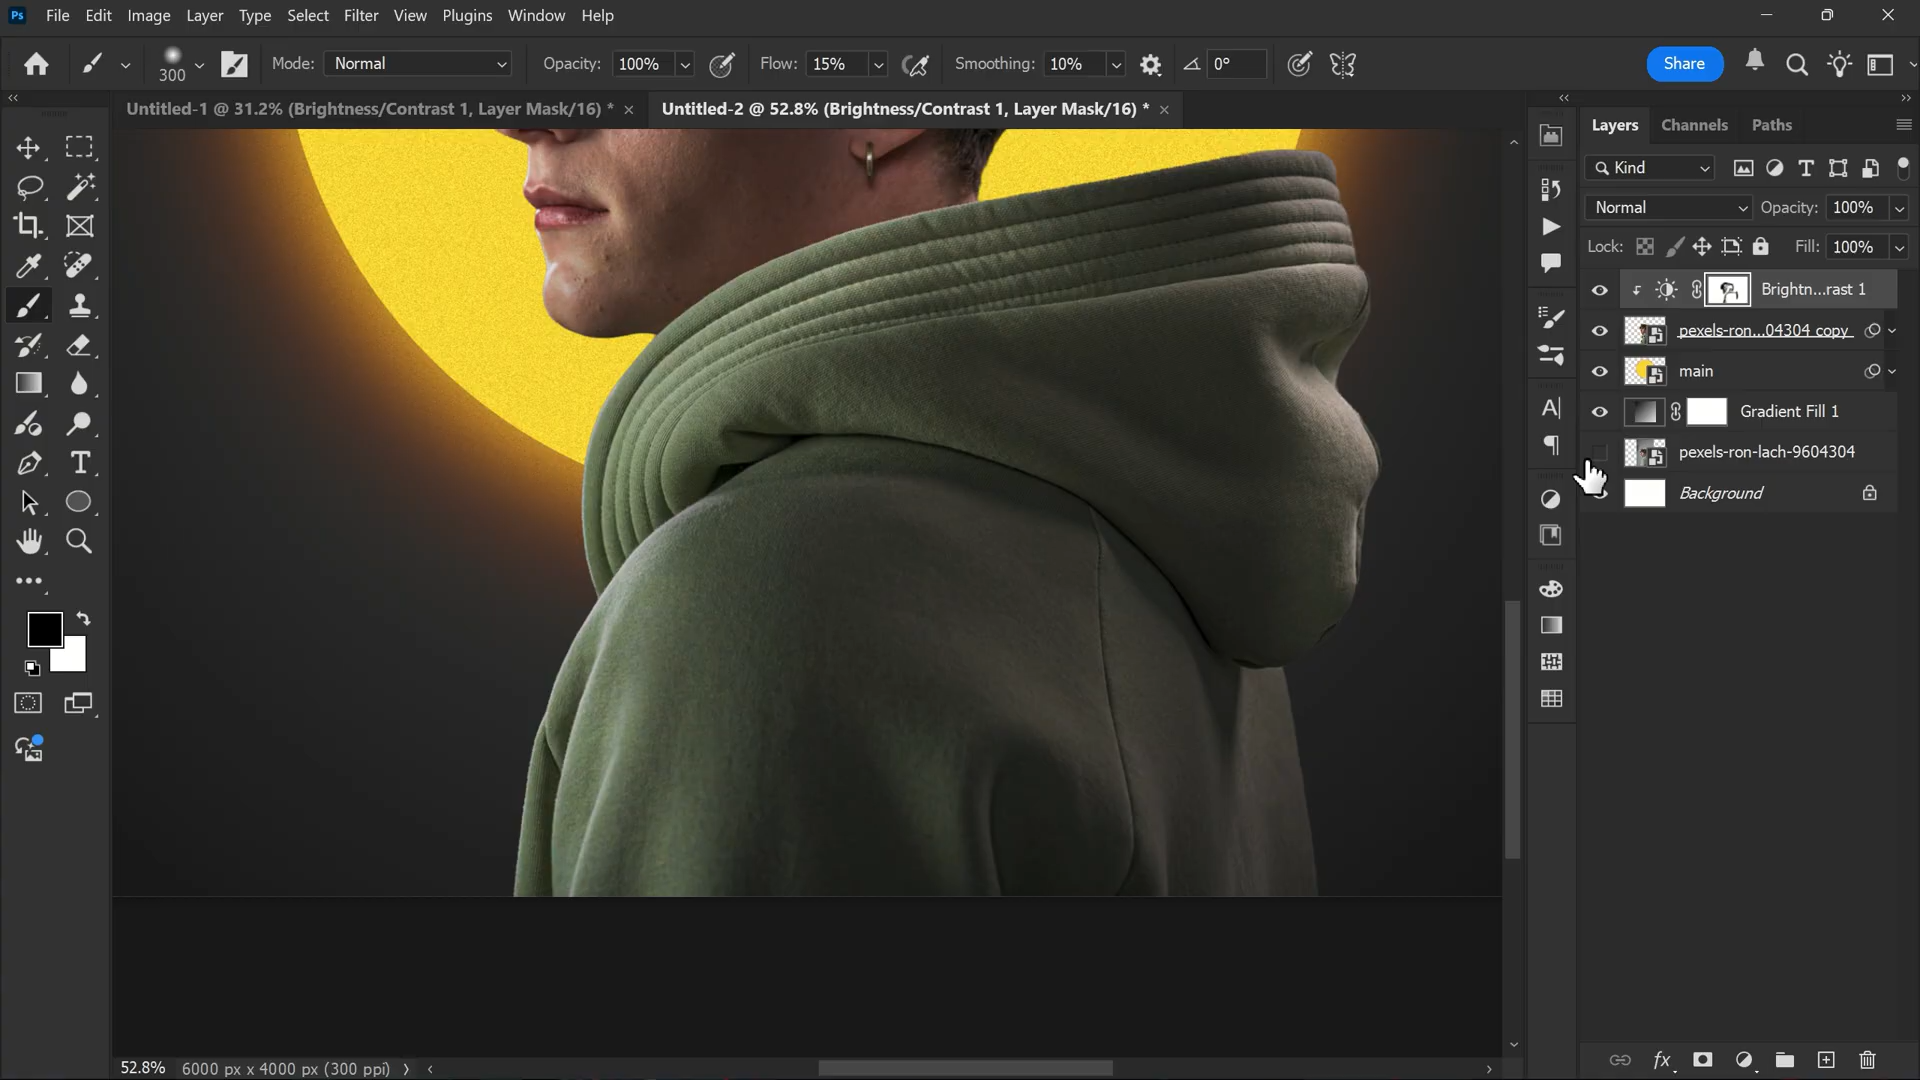 Ps File Edit Image Layer Type Select Filter View Plugins Window Help
300 Mode: Normal Opacity: 100% Flow: 15% Smoothing: 10% 0° Share
Untitled-1 @ 31.2% (Brightness/Contrast 1, Layer Mask/16) * × Untitled-2 @ 52.8% (Brightness/Contrast 1, Layer Mask/16) * ×
Layers Channels Paths
Kind
Normal Opacity: 100%
Lock: Fill: 100%
Brightn...rast 1
pexels-ron...04304 copy
main
Gradient Fill 1
pexels-ron-lach-9604304
Background
52.8% 6000 px x 4000 px (300 ppi)